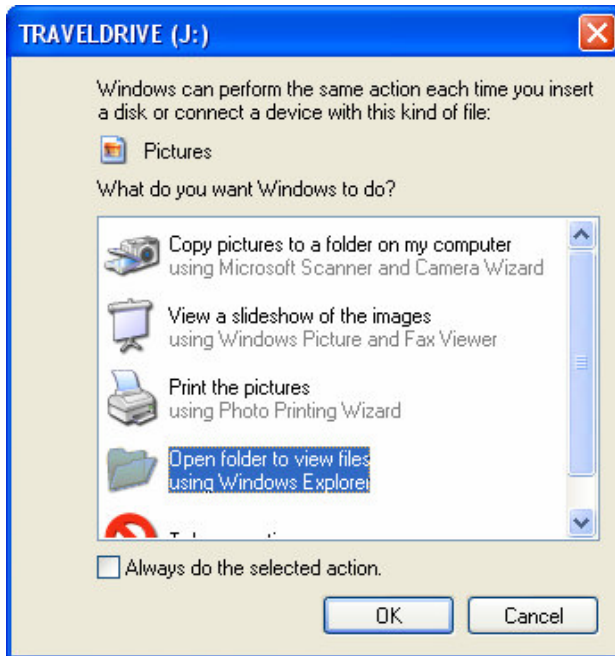 TRAVELDRIVE (J:)
Windows can perform the same action each time you insert
a disk or connect a device with this kind of file:
Pictures
What do you want Windows to do?
Copy pictures to a folder on my computer
using Microsoft Scanner and Camera Wizard
View a slideshow of the images
using Windows Picture and Fax Viewer
Print the pictures
using Photo Printing Wizard
Open folder to view files
using Windows Explorer
Always do the selected action.
OK
Cancel